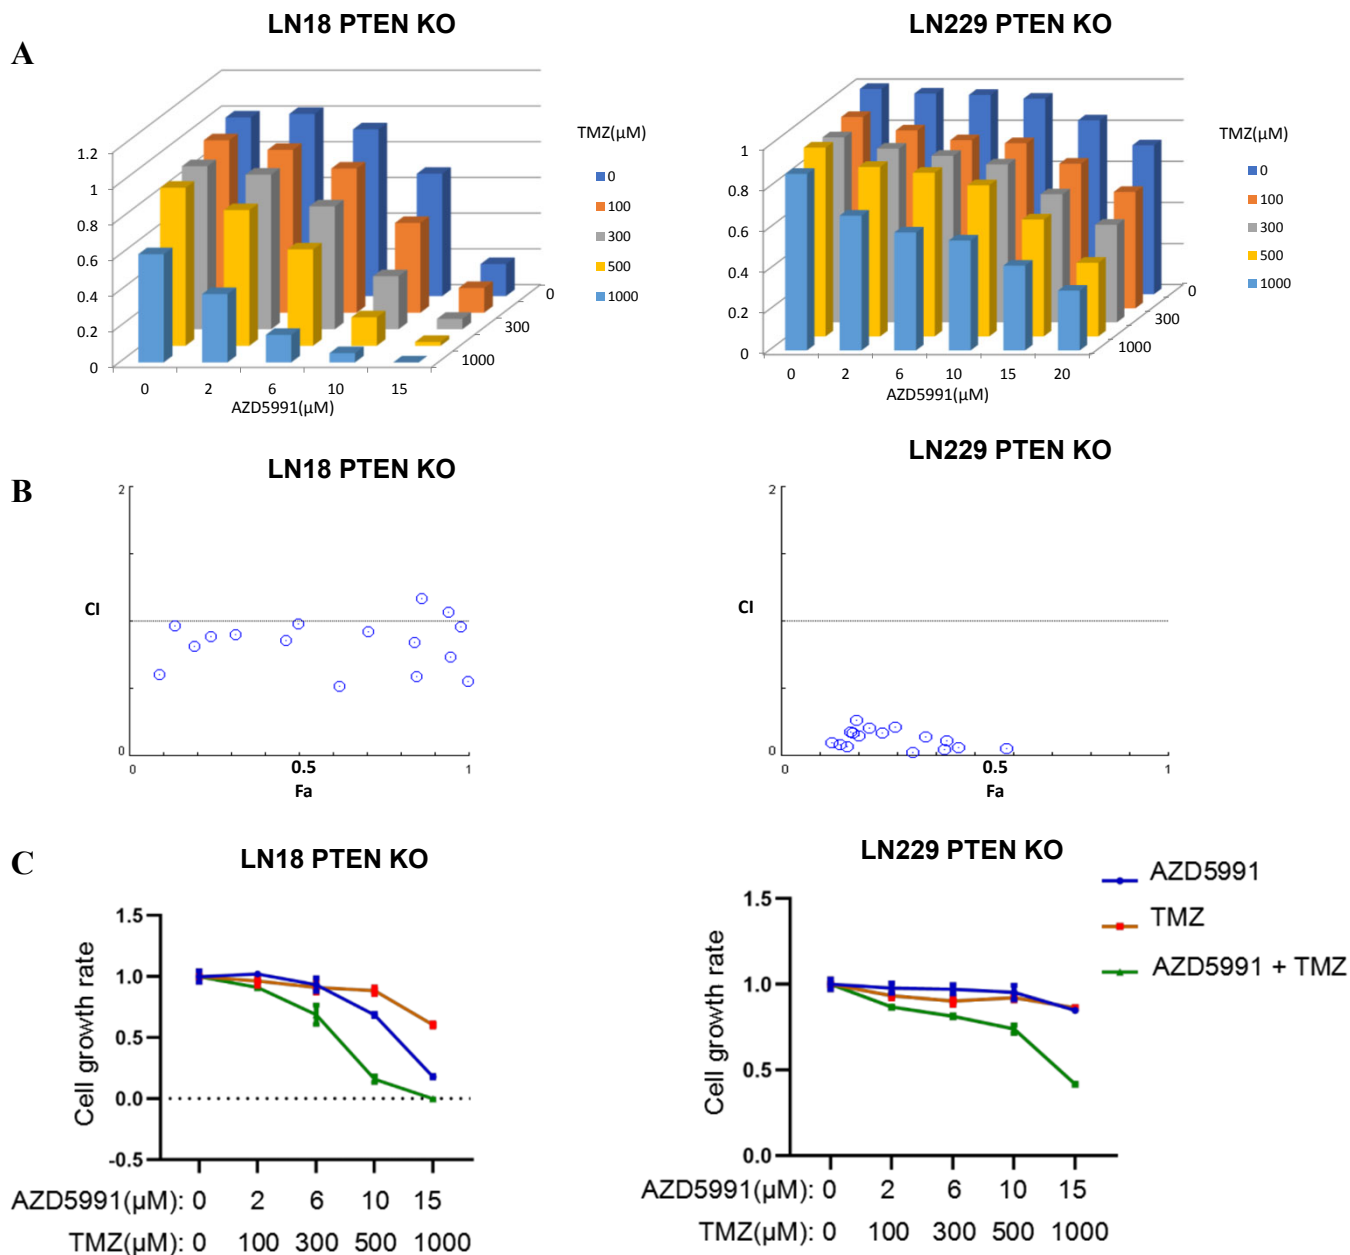 A
LN18 PTEN KO
LN229 PTEN KO
1.2
1
0.8
0.6
0.4
0.2
0
0
2
6
10
15
AZD5991(µM)
0
300
1000
TMZ(µM)
0
100
300
500
1000
1
0.8
0.6
0.4
0.2
0
0
2
6
10
15
20
AZD5991(µM)
0
300
1000
TMZ(µM)
0
100
300
500
1000
B
LN18 PTEN KO
LN229 PTEN KO
2
CI
0
0
0.5
1
Fa
2
CI
0
0
0.5
1
Fa
C
LN18 PTEN KO
LN229 PTEN KO
Cell growth rate
1.5
1.0
0.5
0.0
-0.5
AZD5991(µM): 0 2 6 10 15
TMZ(µM): 0 100 300 500 1000
Cell growth rate
1.5
1.0
0.5
0.0
AZD5991(µM): 0 2 6 10 15
TMZ(µM): 0 100 300 500 1000
AZD5991
TMZ
AZD5991 + TMZ